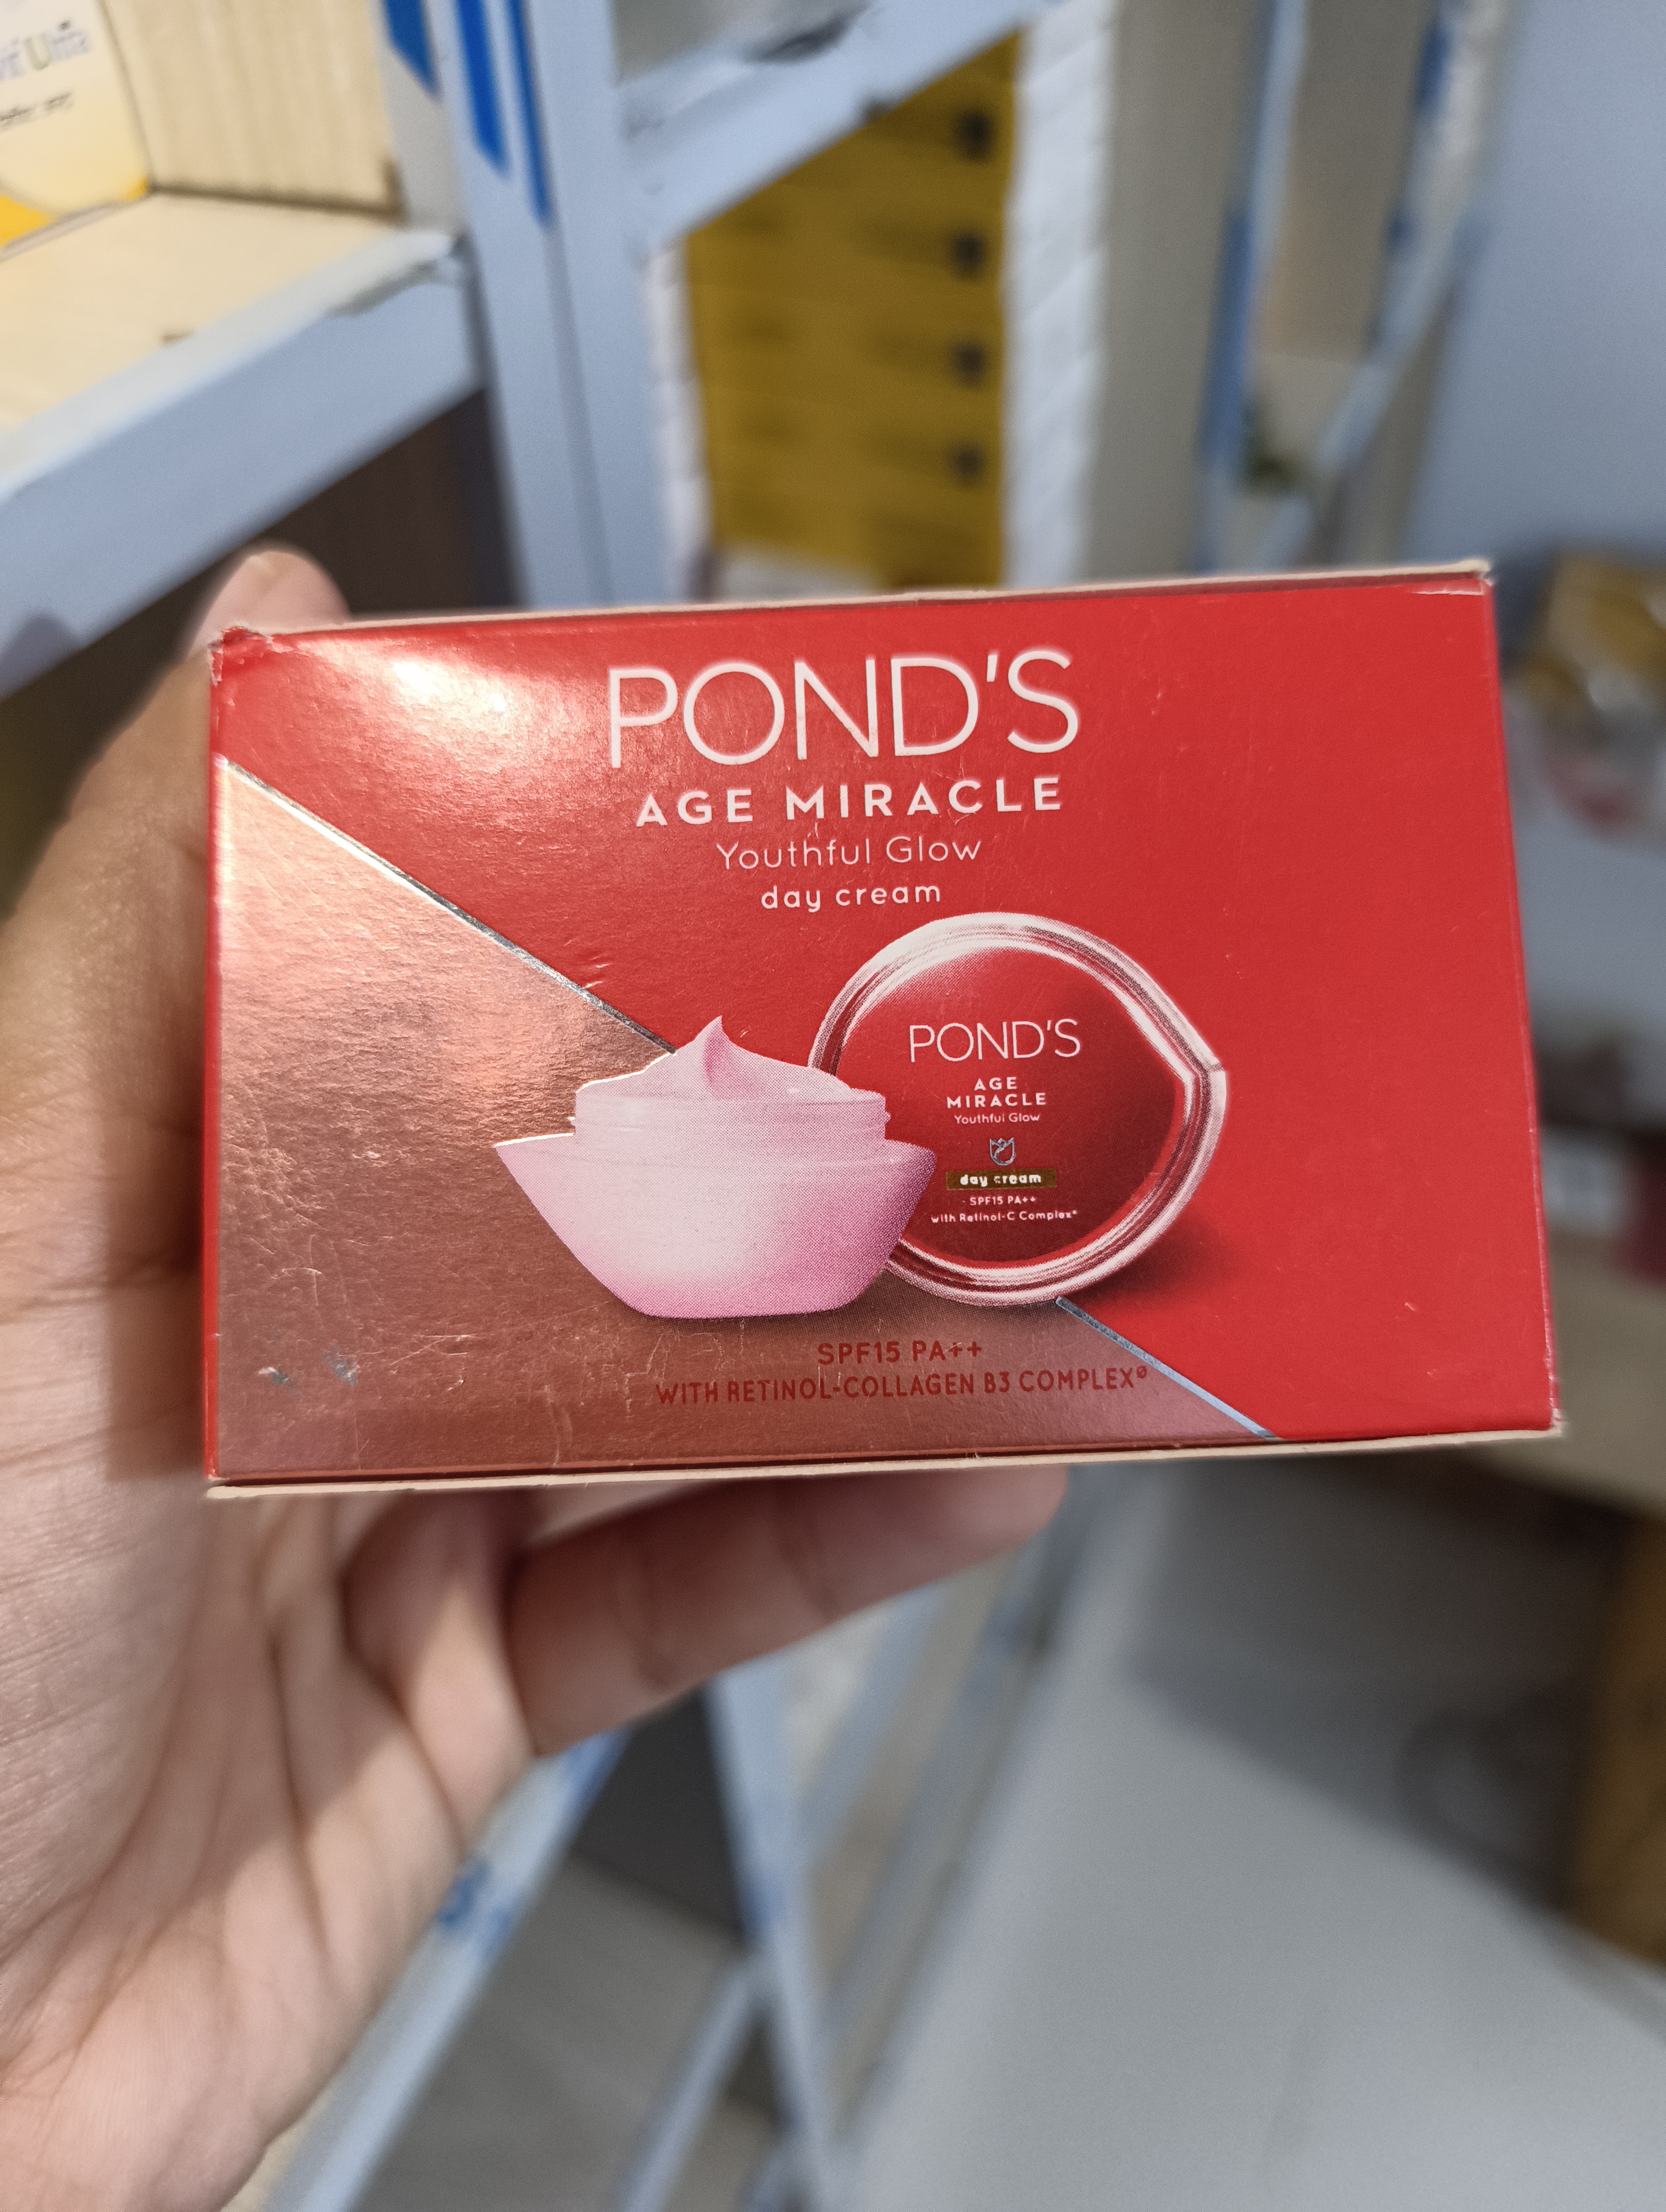 POND'S
AGE MIRACLE
Youthful Glow
day cream
POND'S
AGE
MIRACLE
Youthful Glow
day cream
SPF15 PA++
with Retinol-C Complex*
SPF15 PA++
WITH RETINOL-COLLAGEN B3 COMPLEXᶲ